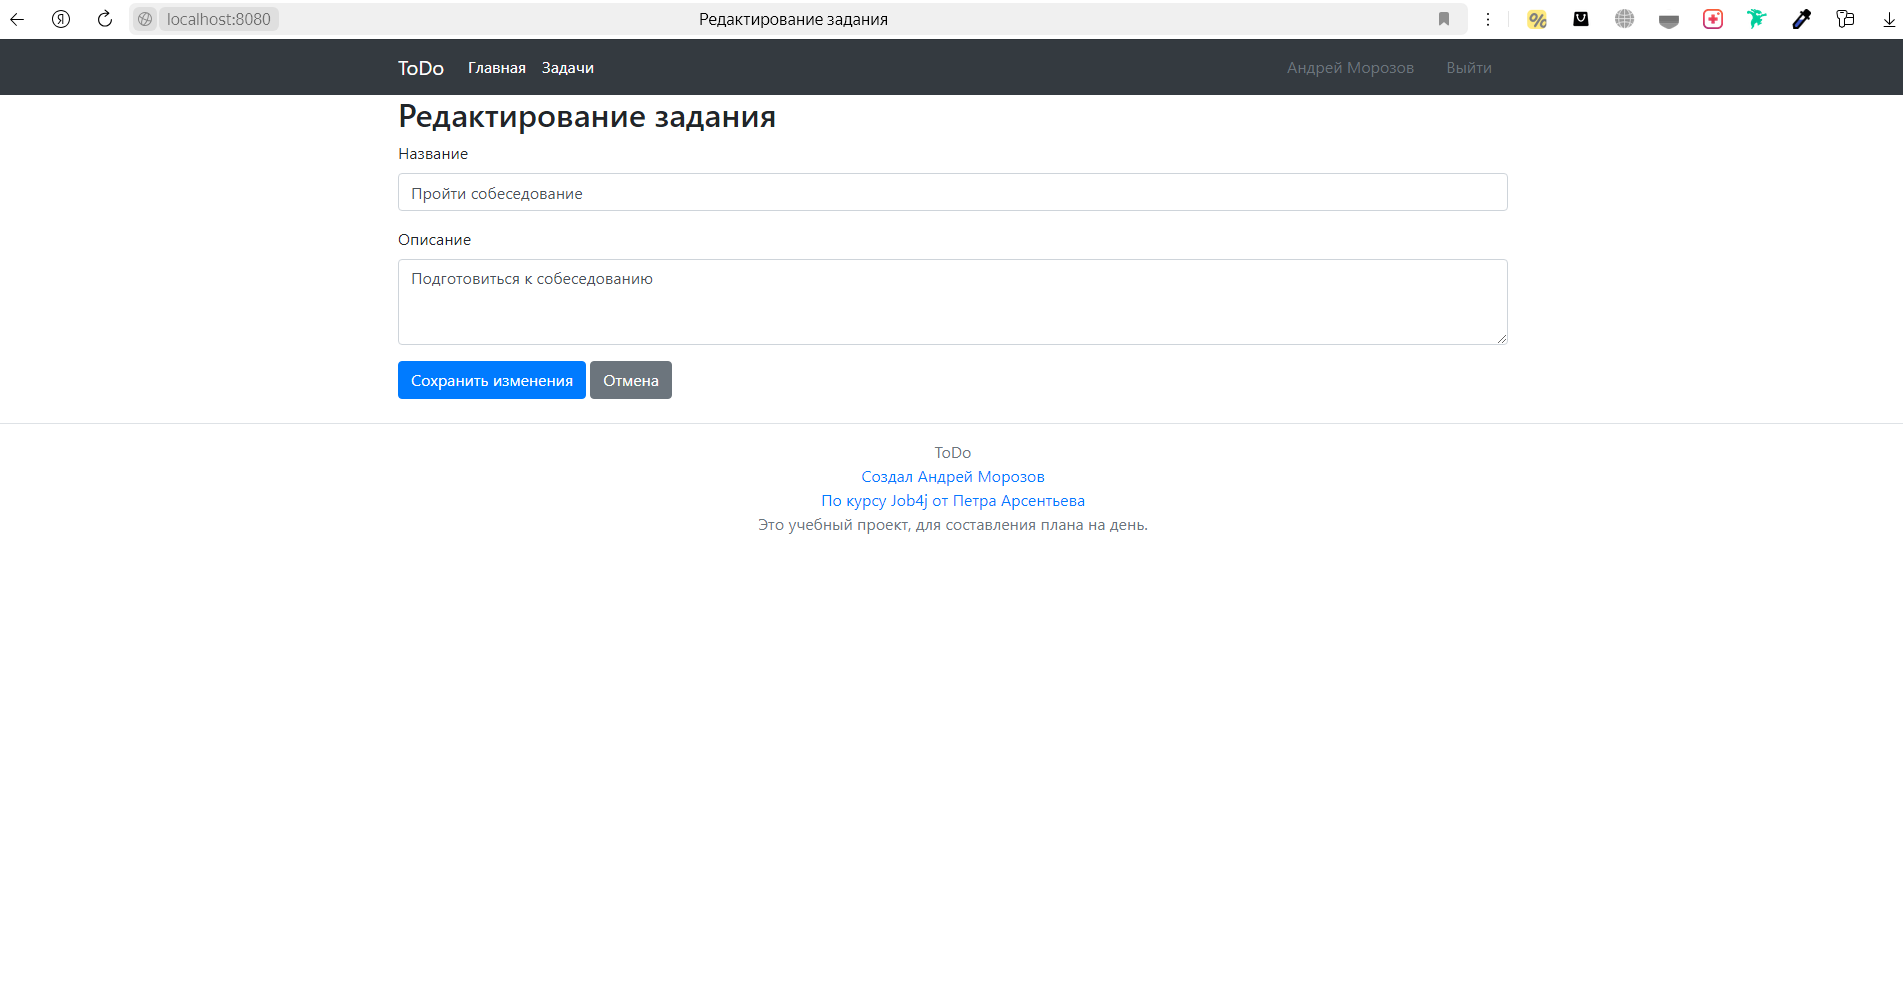 localhost:8080 Редактирование задания
ToDo Главная Задачи Андрей Морозов Выйти
Редактирование задания
Название
Пройти собеседование
Описание
Подготовиться к собеседованию
Сохранить изменения Отмена
ToDo
Создал Андрей Морозов
По курсу Job4j от Петра Арсентьева
Это учебный проект, для составления плана на день.